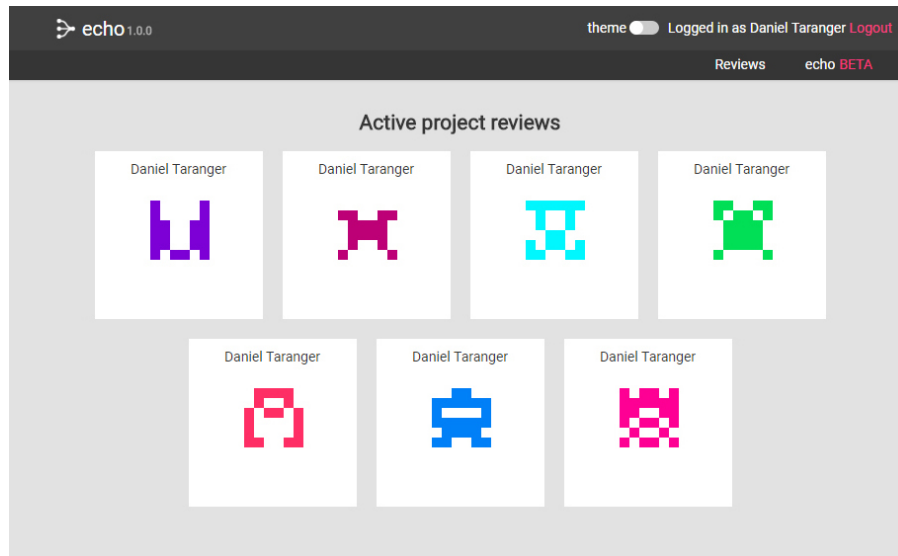 echo 1.0.0
theme Logged in as Daniel Taranger Logout
Reviews echo BETA
Active project reviews
Daniel Taranger Daniel Taranger Daniel Taranger Daniel Taranger
Daniel Taranger Daniel Taranger Daniel Taranger